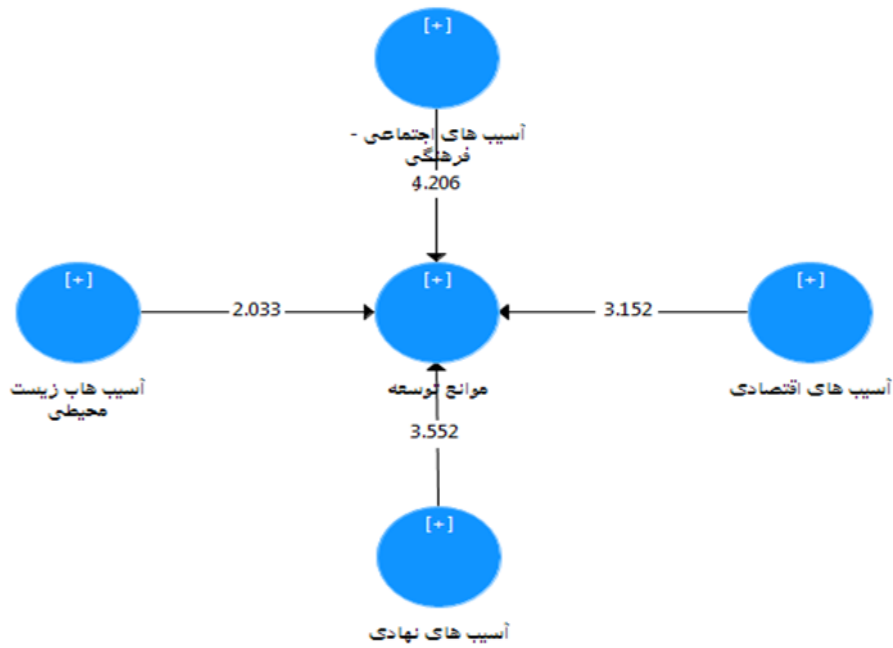 [+]
آسیب های اجتماعی -
فرهنگی
4.206
[+]
[+]
[+]
2.033
3.152
آسیب هاب زیست
محیطی
موانع توسعه
آسیب های اقتصادی
3.552
[+]
آسیب های نهادی